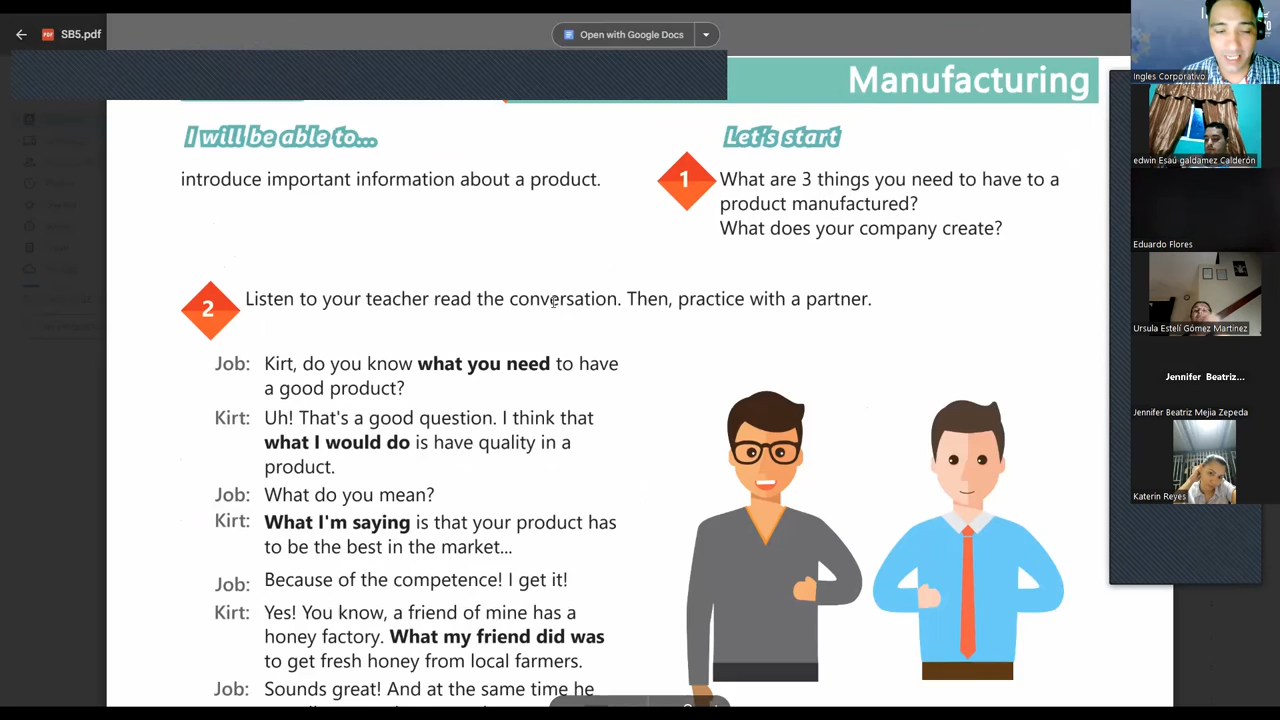 SB5.pdf
Open with Google Docs
Manufacturing
I will be able to...
introduce important information about a product.
Let's start
1
What are 3 things you need to have to a
product manufactured?
What does your company create?
2
Listen to your teacher read the conversation. Then, practice with a partner.
Job: Kirt, do you know what you need to have
a good product?
Kirt: Uh! That's a good question. I think that
what I would do is have quality in a
product.
Job: What do you mean?
Kirt: What I'm saying is that your product has
to be the best in the market...
Job: Because of the competence! I get it!
Kirt: Yes! You know, a friend of mine has a
honey factory. What my friend did was
to get fresh honey from local farmers.
Job: Sounds great! And at the same time he
Ingles Corporativo
edwin Esaú galdamez Calderón
Eduardo Flores
Ursula Estelí Gómez Martinez
Jennifer Beatriz...
Jennifer Beatriz Mejia Zepeda
Katerin Reyes